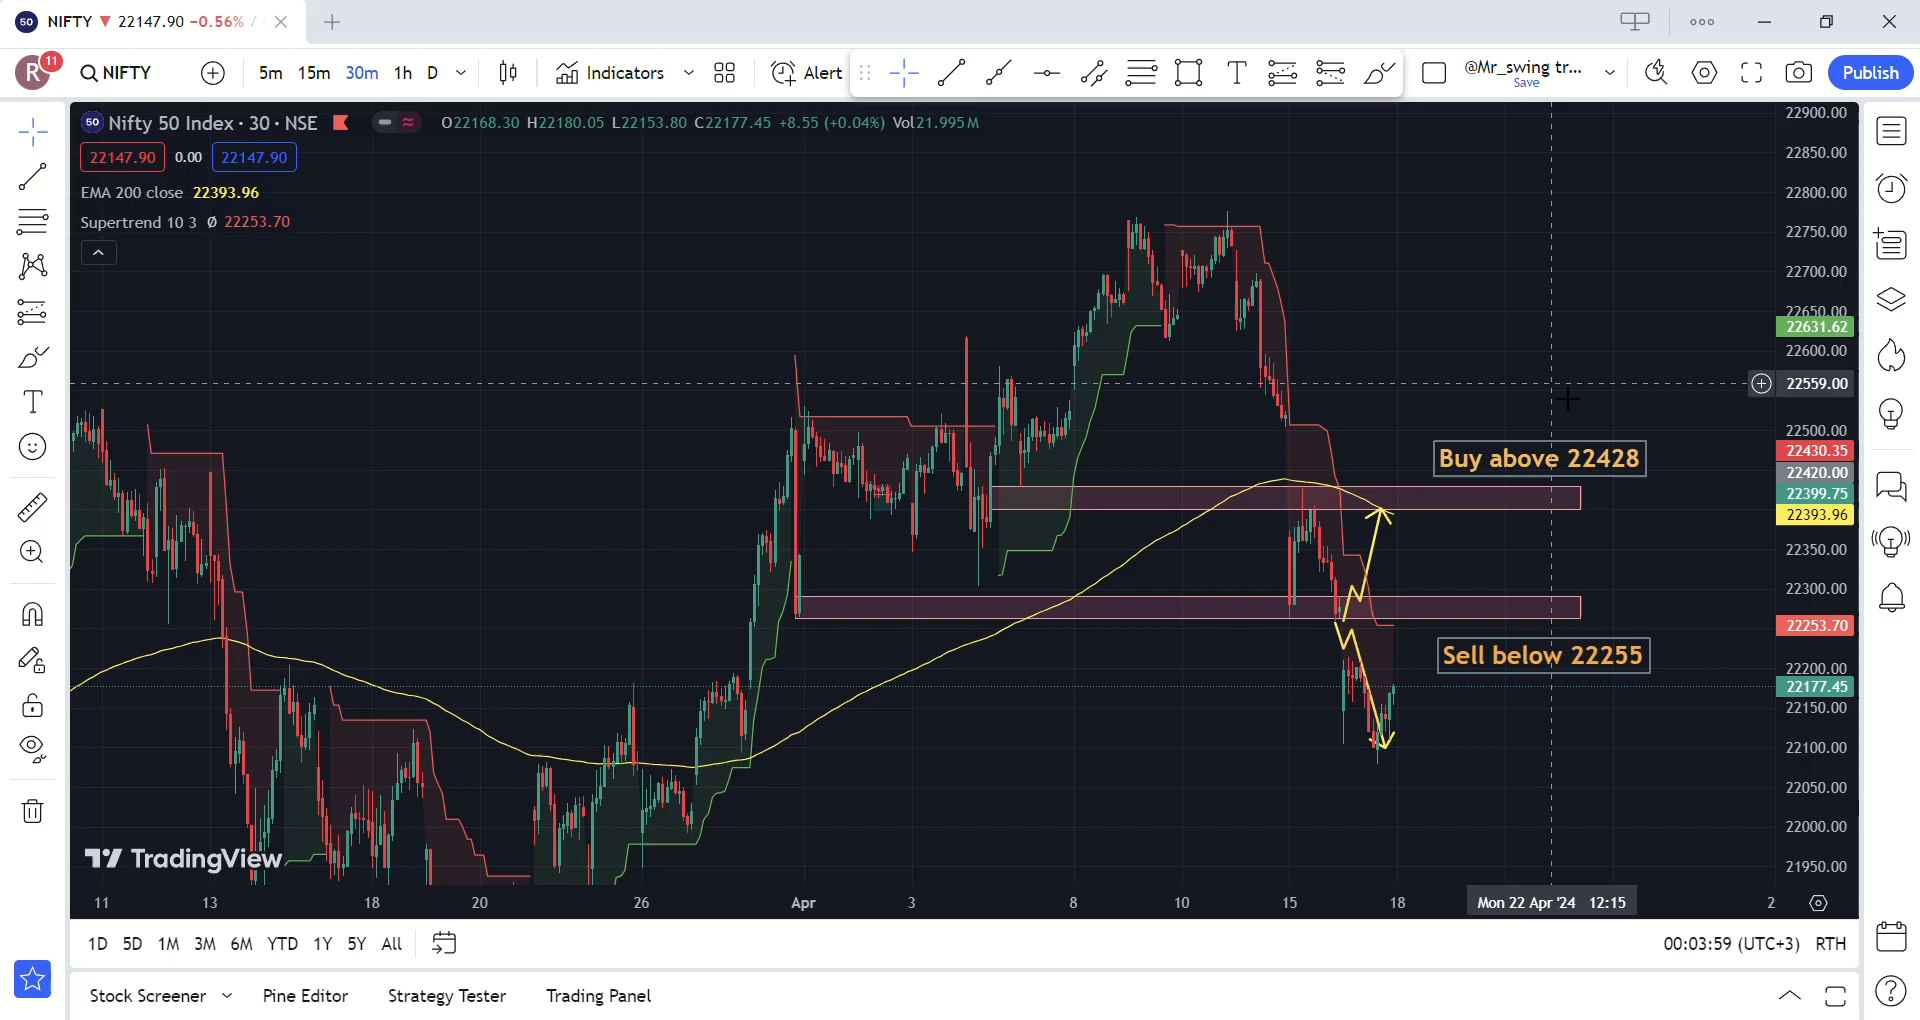 50 NIFTY ▼ 22147.90 −0.56% /
R 11 NIFTY 5m 15m 30m 1h D Indicators Alert @Mr_swing tr... Save Publish
50 Nifty 50 Index · 30 · NSE O22168.30 H22180.05 L22153.80 C22177.45 +8.55 (+0.04%) Vol21.995M
22147.90 0.00 22147.90
EMA 200 close 22393.96
Supertrend 10 3 Ø 22253.70
22900.00
22850.00
22800.00
22750.00
22700.00
22650.00
22631.62
22600.00
22559.00
22500.00
22430.35
22420.00
22399.75
22393.96
22350.00
22300.00
22253.70
22200.00
22177.45
22150.00
22100.00
22050.00
22000.00
21950.00
Buy above 22428
Sell below 22255
TradingView
11 13 18 20 26 Apr 3 8 10 15 18 Mon 22 Apr '24 12:15 2
1D 5D 1M 3M 6M YTD 1Y 5Y All 00:03:59 (UTC+3) RTH
Stock Screener Pine Editor Strategy Tester Trading Panel